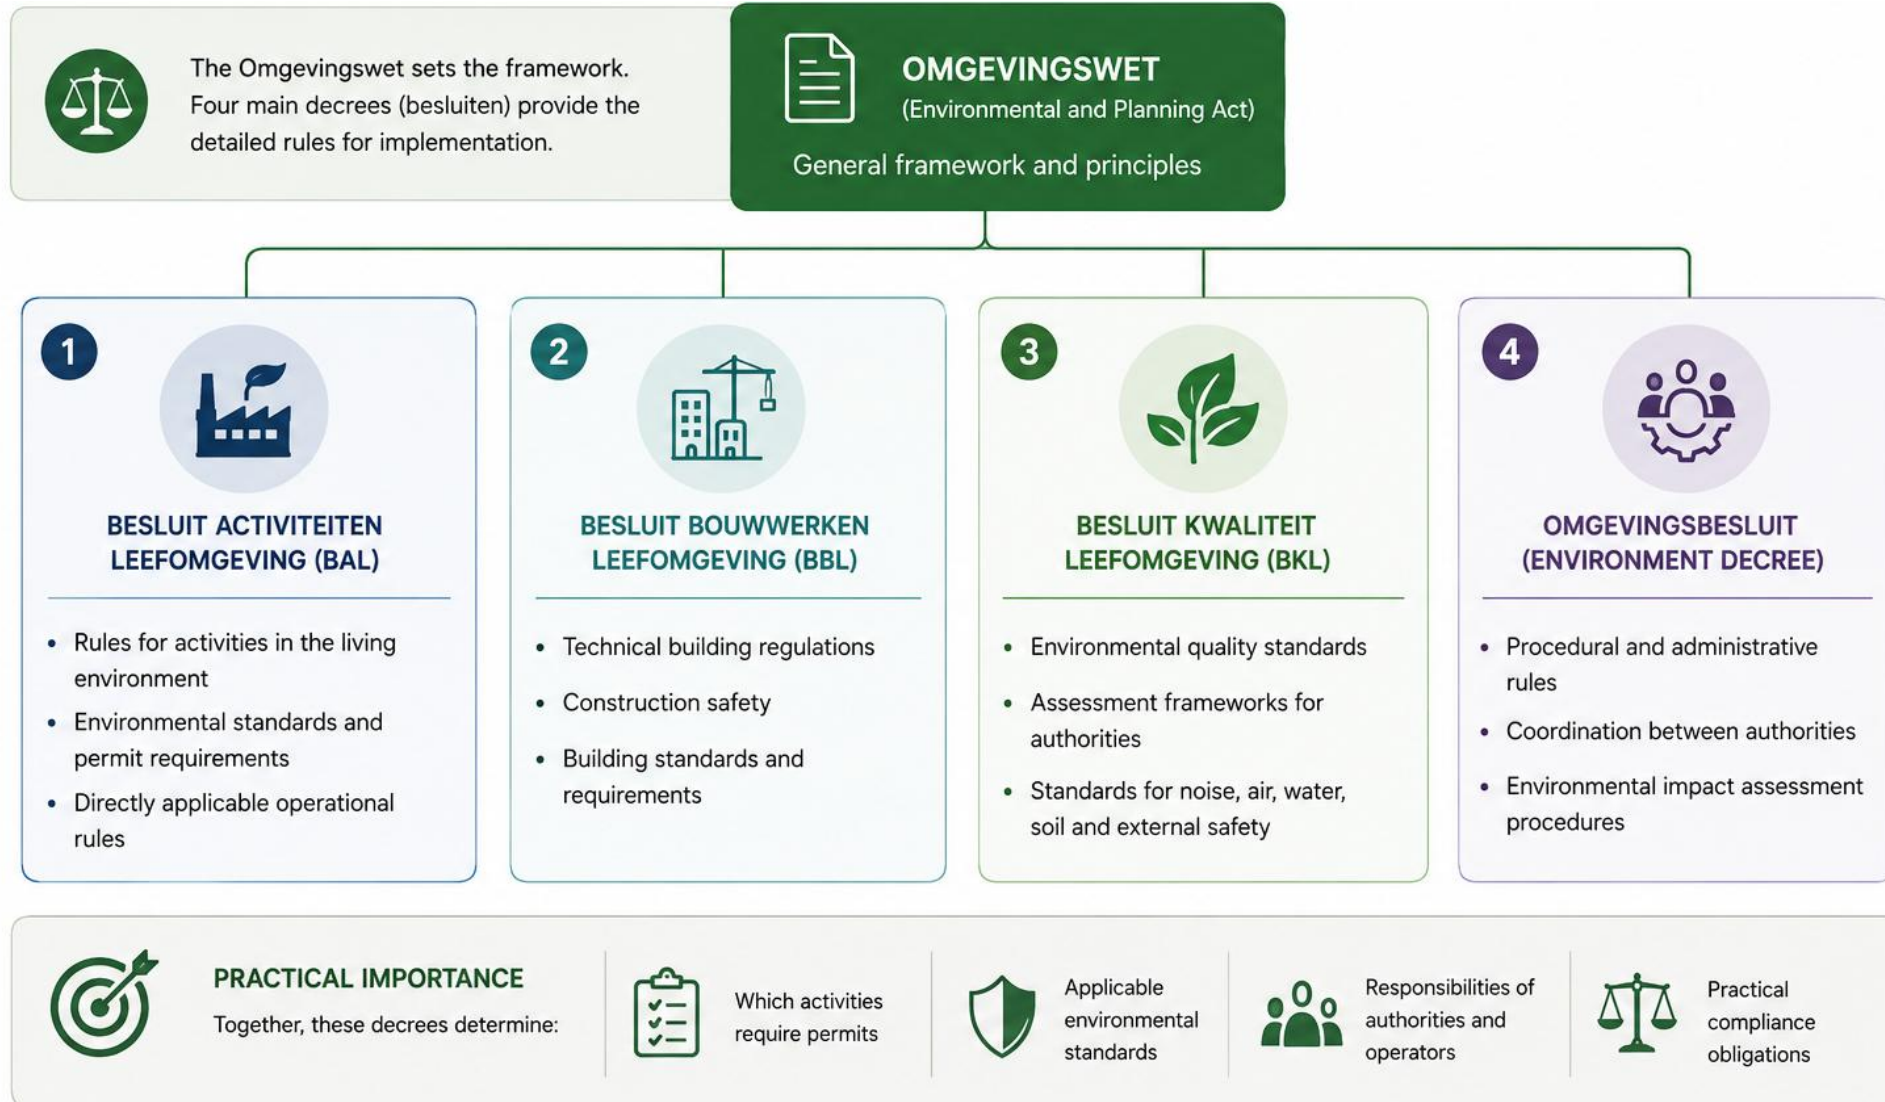 The Omgevingswet sets the framework.
Four main decrees (besluiten) provide the
detailed rules for implementation.
OMGEVINGSWET
(Environmental and Planning Act)
General framework and principles
1
BESLUIT ACTIVITEITEN
LEEFOMGEVING (BAL)
• Rules for activities in the living
environment
• Environmental standards and
permit requirements
• Directly applicable operational
rules
2
BESLUIT BOUWWERKEN
LEEFOMGEVING (BBL)
• Technical building regulations
• Construction safety
• Building standards and
requirements
3
BESLUIT KWALITEIT
LEEFOMGEVING (BKL)
• Environmental quality standards
• Assessment frameworks for
authorities
• Standards for noise, air, water,
soil and external safety
4
OMGEVINGSBESLUIT
(ENVIRONMENT DECREE)
• Procedural and administrative
rules
• Coordination between authorities
• Environmental impact assessment
procedures
PRACTICAL IMPORTANCE
Together, these decrees determine:
Which activities
require permits
Applicable
environmental
standards
Responsibilities of
authorities and
operators
Practical
compliance
obligations